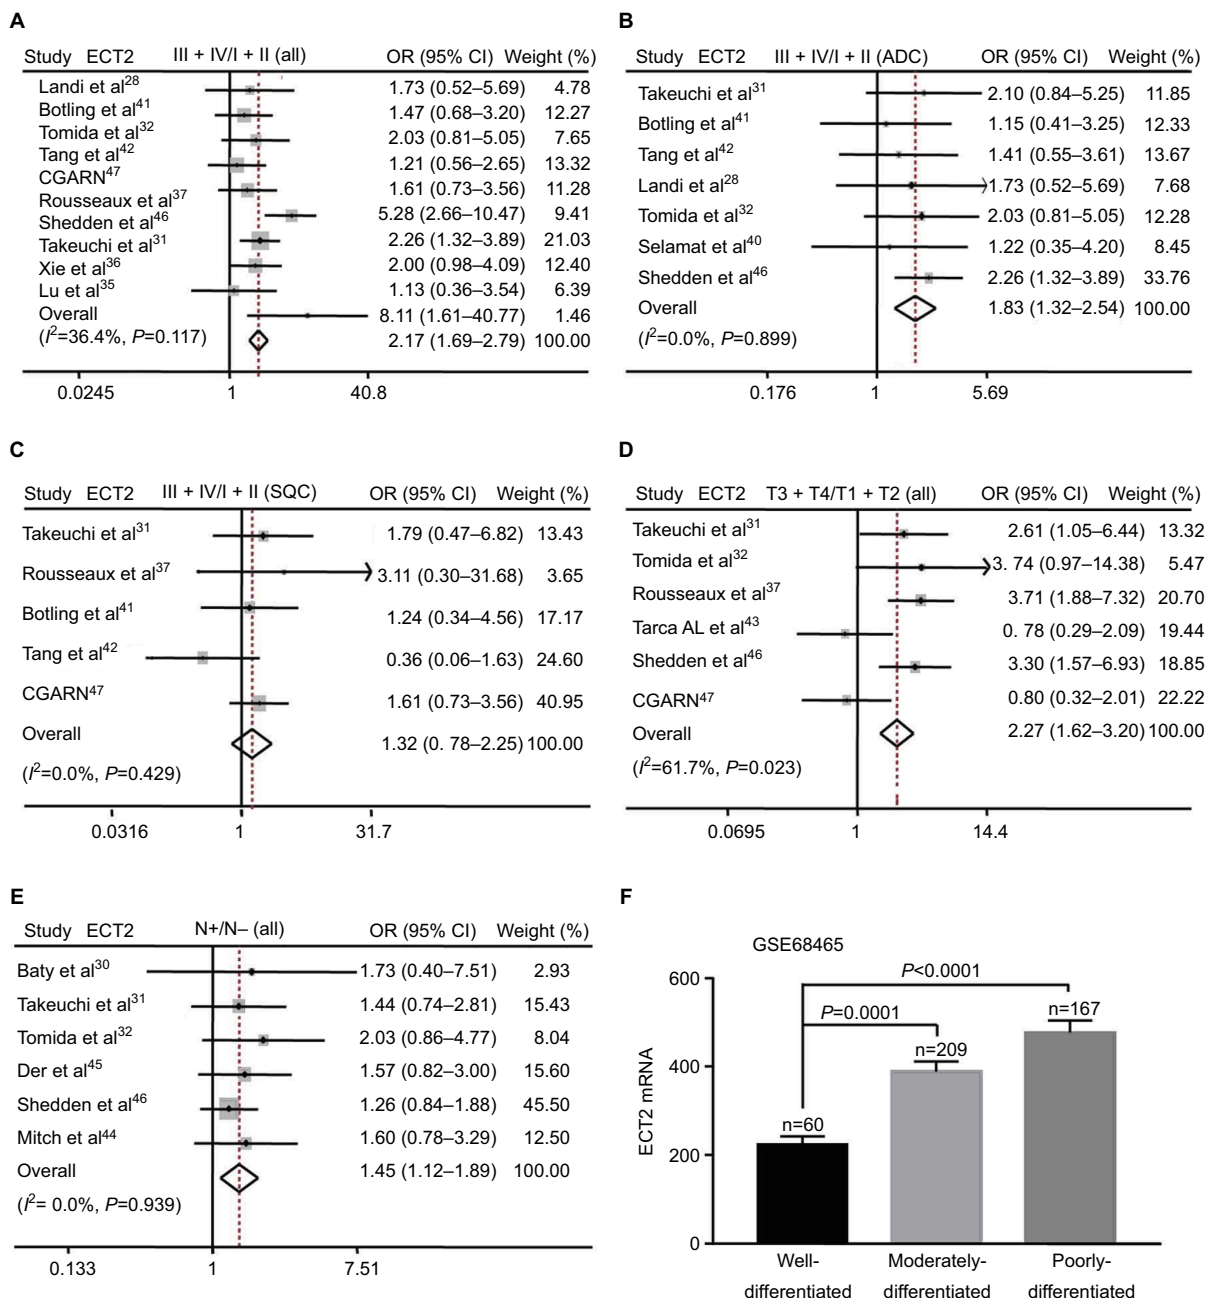 A
Study ECT2 III + IV/I + II (all) OR (95% CI) Weight (%)
Landi et al28 1.73 (0.52–5.69) 4.78
Botling et al41 1.47 (0.68–3.20) 12.27
Tomida et al32 2.03 (0.81–5.05) 7.65
Tang et al42 1.21 (0.56–2.65) 13.32
CGARN47 1.61 (0.73–3.56) 11.28
Rousseaux et al37 5.28 (2.66–10.47) 9.41
Shedden et al46 2.26 (1.32–3.89) 21.03
Takeuchi et al31 2.00 (0.98–4.09) 12.40
Xie et al36 1.13 (0.36–3.54) 6.39
Lu et al35 8.11 (1.61–40.77) 1.46
Overall 2.17 (1.69–2.79) 100.00
(I2=36.4%, P=0.117)
0.0245 1 40.8
B
Study ECT2 III + IV/I + II (ADC) OR (95% CI) Weight (%)
Takeuchi et al31 2.10 (0.84–5.25) 11.85
Botling et al41 1.15 (0.41–3.25) 12.33
Tang et al42 1.41 (0.55–3.61) 13.67
Landi et al28 1.73 (0.52–5.69) 7.68
Tomida et al32 2.03 (0.81–5.05) 12.28
Selamat et al40 1.22 (0.35–4.20) 8.45
Shedden et al46 2.26 (1.32–3.89) 33.76
Overall 1.83 (1.32–2.54) 100.00
(I2=0.0%, P=0.899)
0.176 1 5.69
C
Study ECT2 III + IV/I + II (SQC) OR (95% CI) Weight (%)
Takeuchi et al31 1.79 (0.47–6.82) 13.43
Rousseaux et al37 3.11 (0.30–31.68) 3.65
Botling et al41 1.24 (0.34–4.56) 17.17
Tang et al42 0.36 (0.06–1.63) 24.60
CGARN47 1.61 (0.73–3.56) 40.95
Overall 1.32 (0. 78–2.25) 100.00
(I2=0.0%, P=0.429)
0.0316 1 31.7
D
Study ECT2 T3 + T4/T1 + T2 (all) OR (95% CI) Weight (%)
Takeuchi et al31 2.61 (1.05–6.44) 13.32
Tomida et al32 3. 74 (0.97–14.38) 5.47
Rousseaux et al37 3.71 (1.88–7.32) 20.70
Tarca AL et al43 0. 78 (0.29–2.09) 19.44
Shedden et al46 3.30 (1.57–6.93) 18.85
CGARN47 0.80 (0.32–2.01) 22.22
Overall 2.27 (1.62–3.20) 100.00
(I2=61.7%, P=0.023)
0.0695 1 14.4
E
Study ECT2 N+/N– (all) OR (95% CI) Weight (%)
Baty et al30 1.73 (0.40–7.51) 2.93
Takeuchi et al31 1.44 (0.74–2.81) 15.43
Tomida et al32 2.03 (0.86–4.77) 8.04
Der et al45 1.57 (0.82–3.00) 15.60
Shedden et al46 1.26 (0.84–1.88) 45.50
Mitch et al44 1.60 (0.78–3.29) 12.50
Overall 1.45 (1.12–1.89) 100.00
(I2= 0.0%, P=0.939)
0.133 1 7.51
F
GSE68465
ECT2 mRNA
600
400
200
0
P<0.0001
P=0.0001
n=60
n=209
n=167
Well-differentiated
Moderately-differentiated
Poorly-differentiated